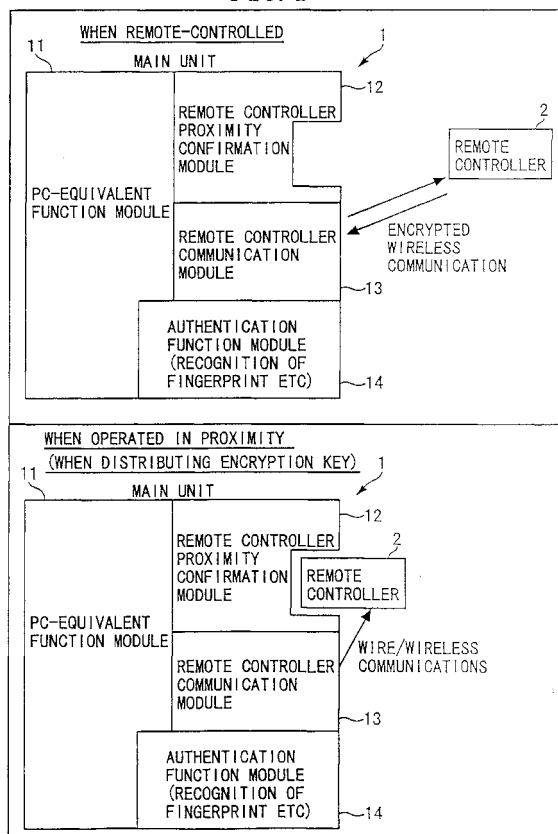 WHEN REMOTE-CONTROLLED
11
1
MAIN UNIT
12
REMOTE CONTROLLER
PROXIMITY
CONFIRMATION
MODULE
2
REMOTE
CONTROLLER
PC-EQUIVALENT
FUNCTION MODULE
REMOTE CONTROLLER
COMMUNICATION
MODULE
ENCRYPTED
WIRELESS
COMMUNICATION
13
AUTHENTICATION
FUNCTION MODULE
(RECOGNITION OF
FINGERPRINT ETC)
14
WHEN OPERATED IN PROXIMITY
(WHEN DISTRIBUTING ENCRYPTION KEY)
11
1
MAIN UNIT
12
REMOTE CONTROLLER
PROXIMITY
CONFIRMATION
MODULE
2
REMOTE
CONTROLLER
PC-EQUIVALENT
FUNCTION MODULE
WIRE/WIRELESS
COMMUNICATIONS
REMOTE CONTROLLER
COMMUNICATION
MODULE
13
AUTHENTICATION
FUNCTION MODULE
(RECOGNITION OF
FINGERPRINT ETC)
14